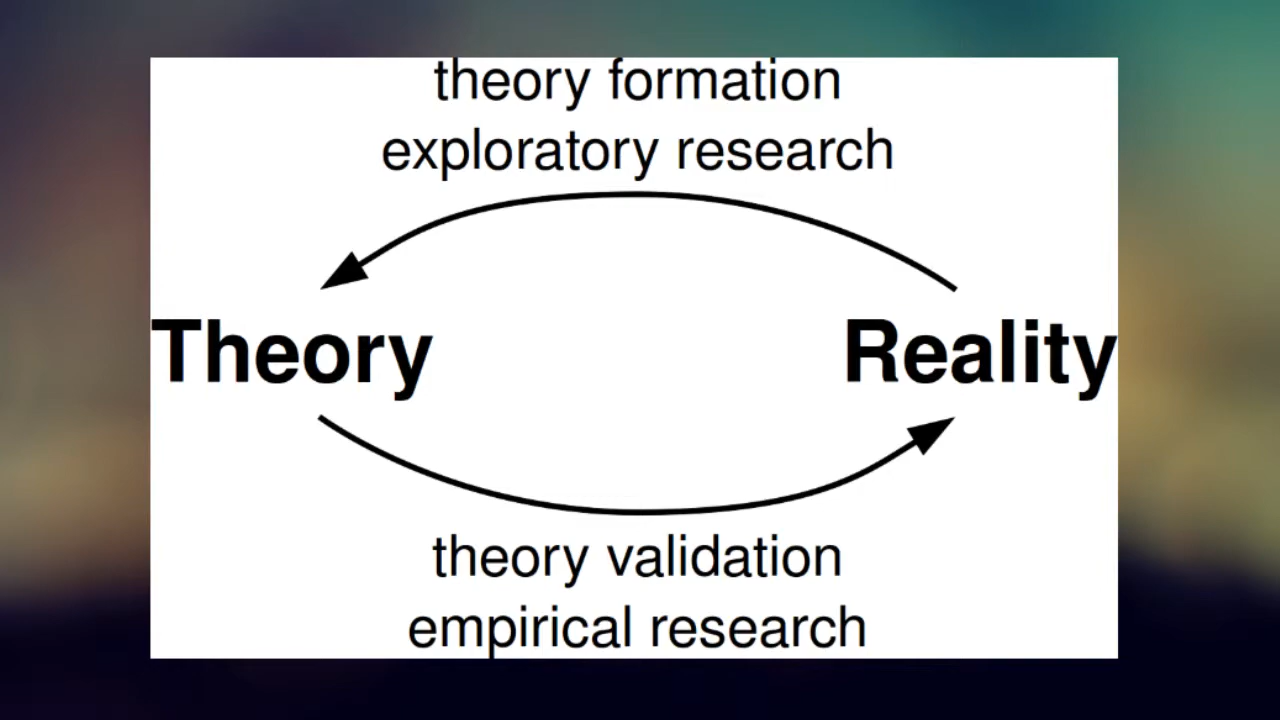 theory formation
exploratory research
Theory
Reality
theory validation
empirical research